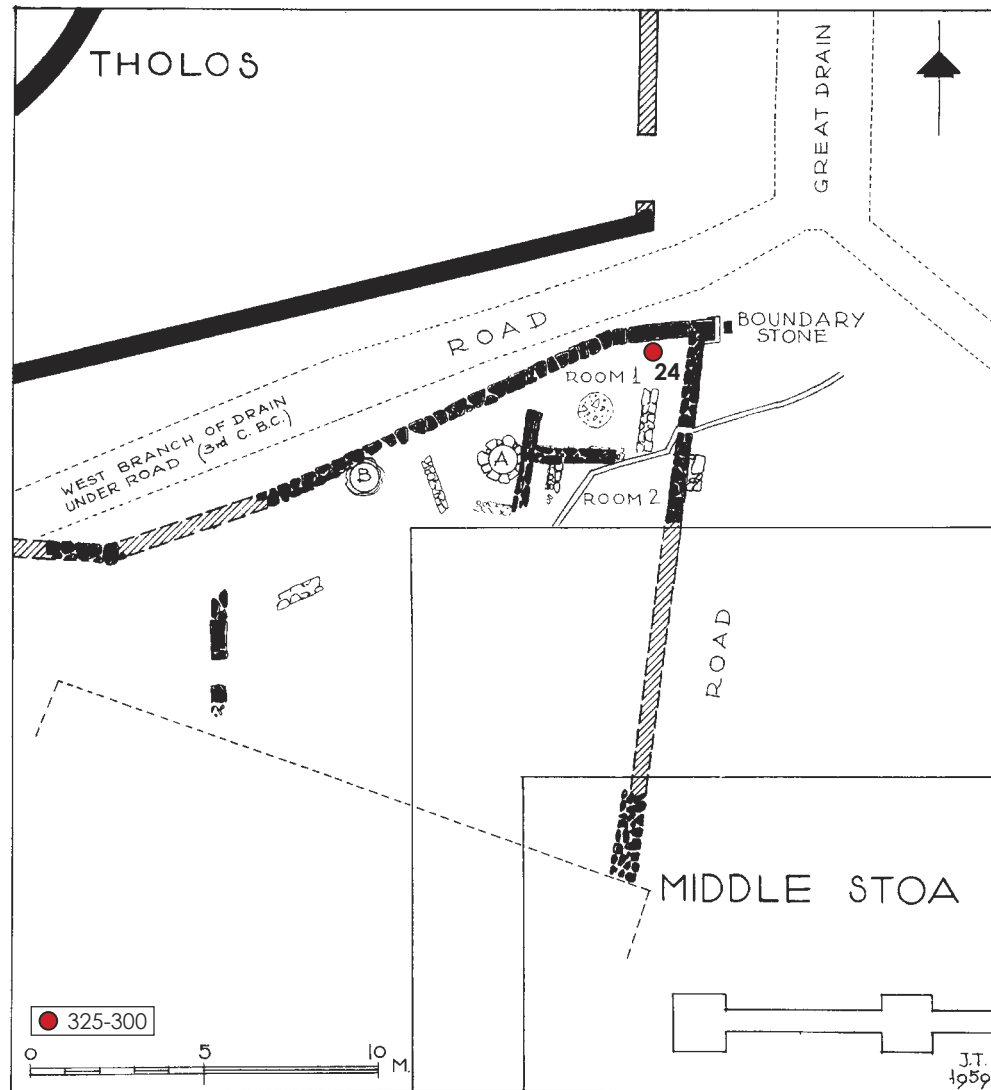 THOLOS
GREAT DRAIN
ROAD
BOUNDARY
STONE
ROOM 1
24
WEST BRANCH OF DRAIN
UNDER ROAD (3rd C. B.C.)
A
B
ROOM 2
ROAD
MIDDLE STOA
325-300
0 5 10 M.
J.T.
1959